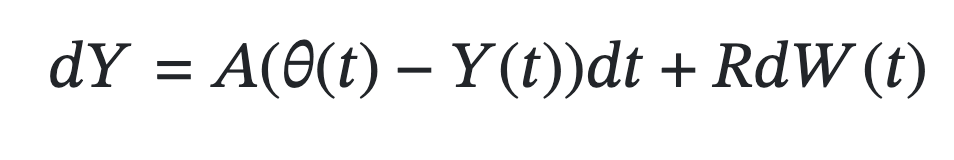 dY = A(θ(t) − Y(t))dt + RdW(t)